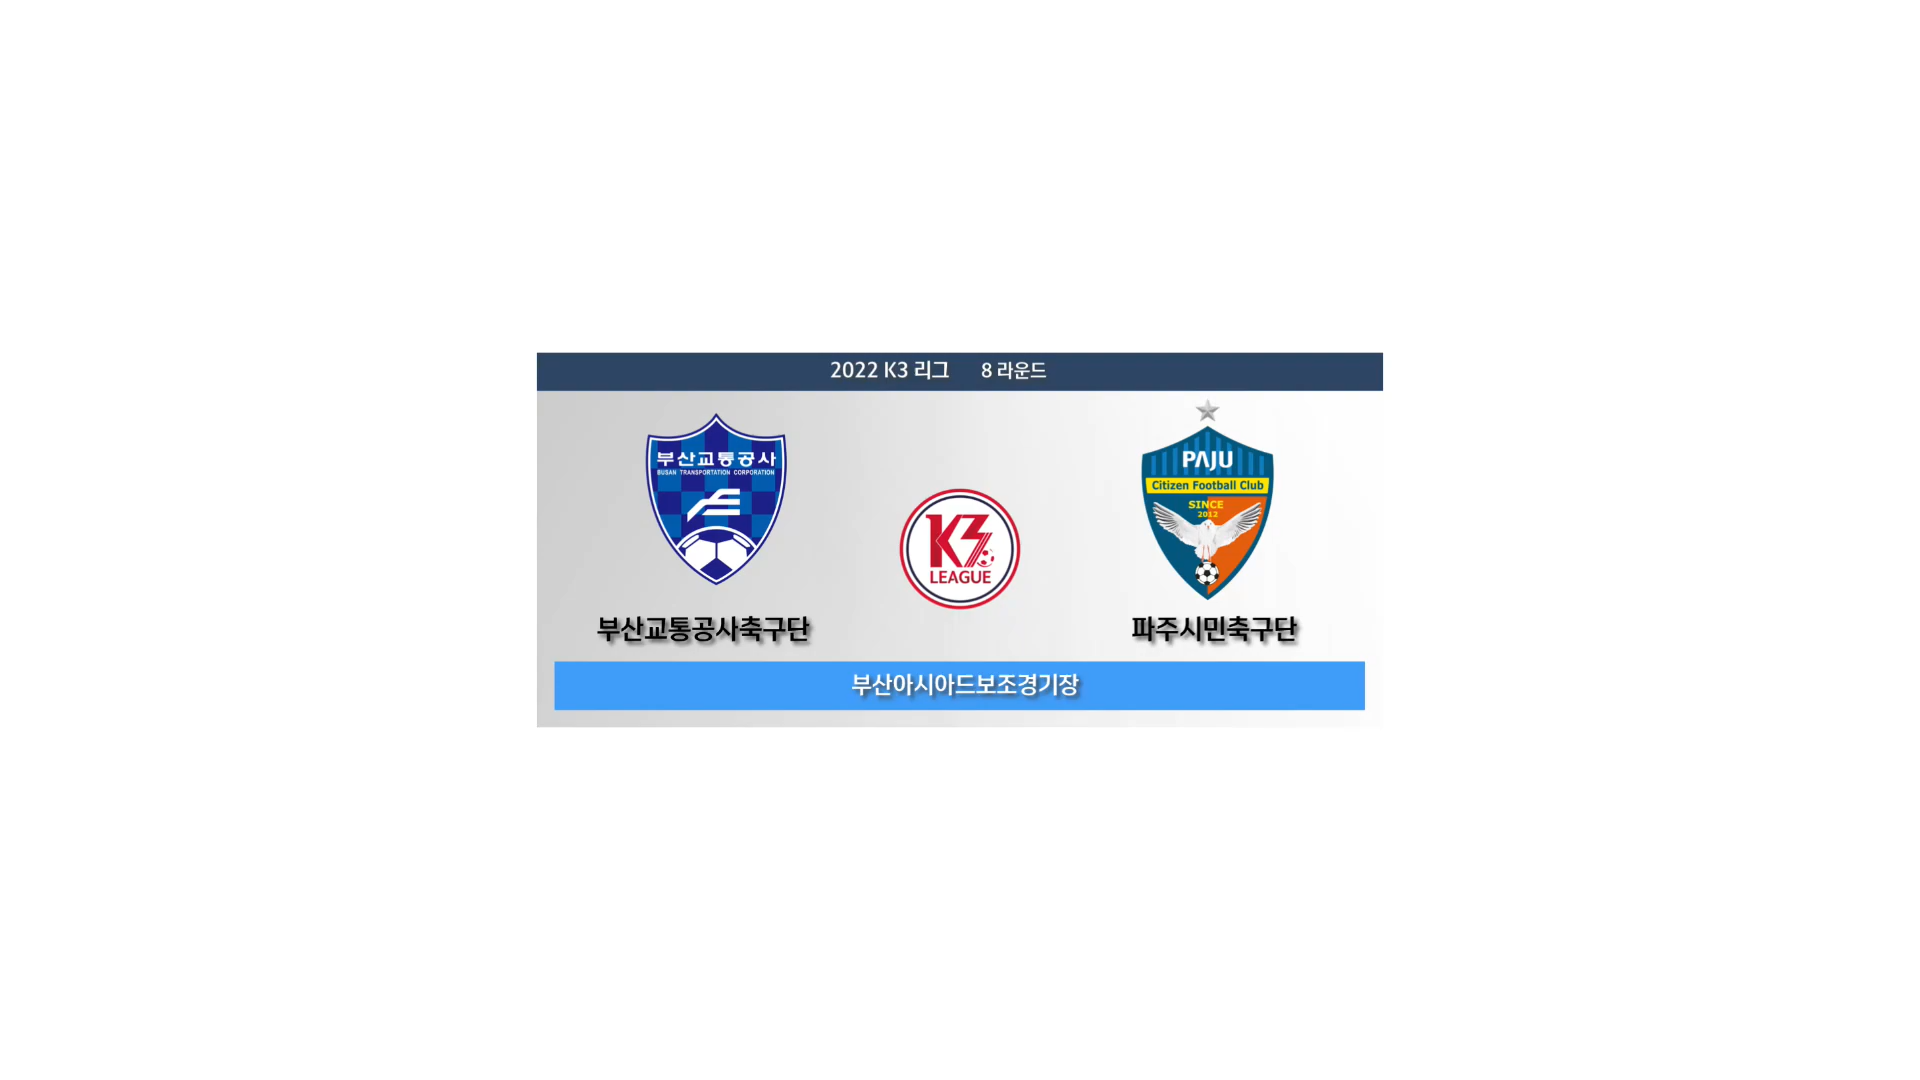 2022 K3 리그 8 라운드
부산교통공사
BUSAN TRANSPORTATION CORPORATION
K3
LEAGUE
PAJU
Citizen Football Club
SINCE
2012
부산교통공사축구단
파주시민축구단
부산아시아드보조경기장